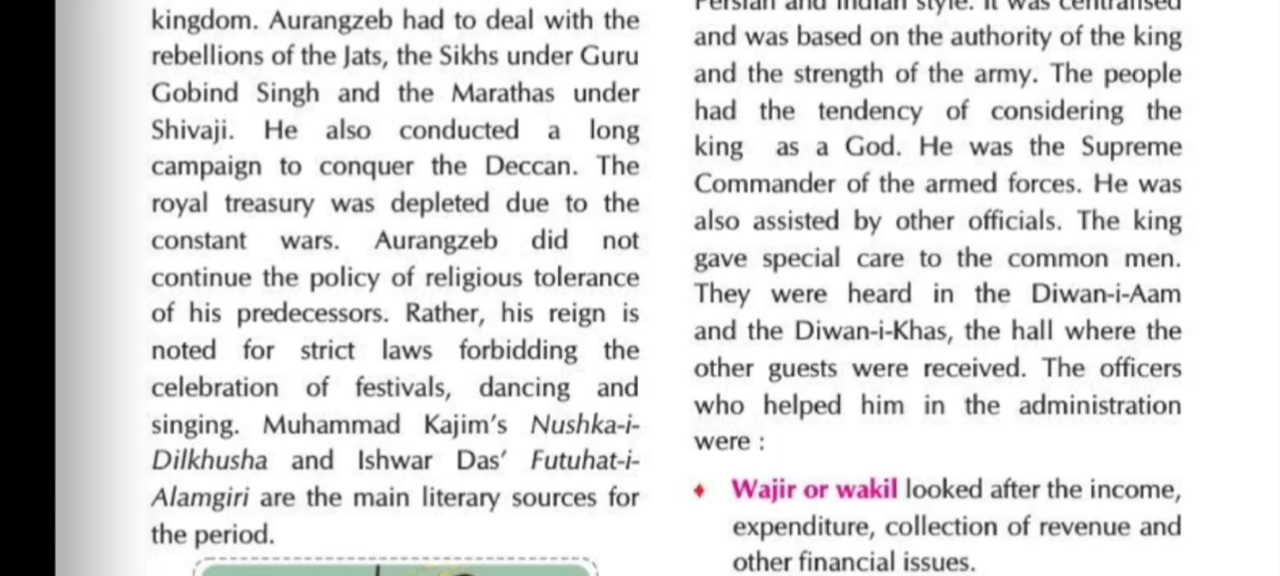 kingdom. Aurangzeb had to deal with the
rebellions of the Jats, the Sikhs under Guru
Gobind Singh and the Marathas under
Shivaji. He also conducted a long
campaign to conquer the Deccan. The
royal treasury was depleted due to the
constant wars. Aurangzeb did not
continue the policy of religious tolerance
of his predecessors. Rather, his reign is
noted for strict laws forbidding the
celebration of festivals, dancing and
singing. Muhammad Kajim's Nushka-i-
Dilkhusha and Ishwar Das' Futuhat-i-
Alamgiri are the main literary sources for
the period.
Persian and Indian style. It was centralised
and was based on the authority of the king
and the strength of the army. The people
had the tendency of considering the
king as a God. He was the Supreme
Commander of the armed forces. He was
also assisted by other officials. The king
gave special care to the common men.
They were heard in the Diwan-i-Aam
and the Diwan-i-Khas, the hall where the
other guests were received. The officers
who helped him in the administration
were :
♦ Wajir or wakil looked after the income,
expenditure, collection of revenue and
other financial issues.